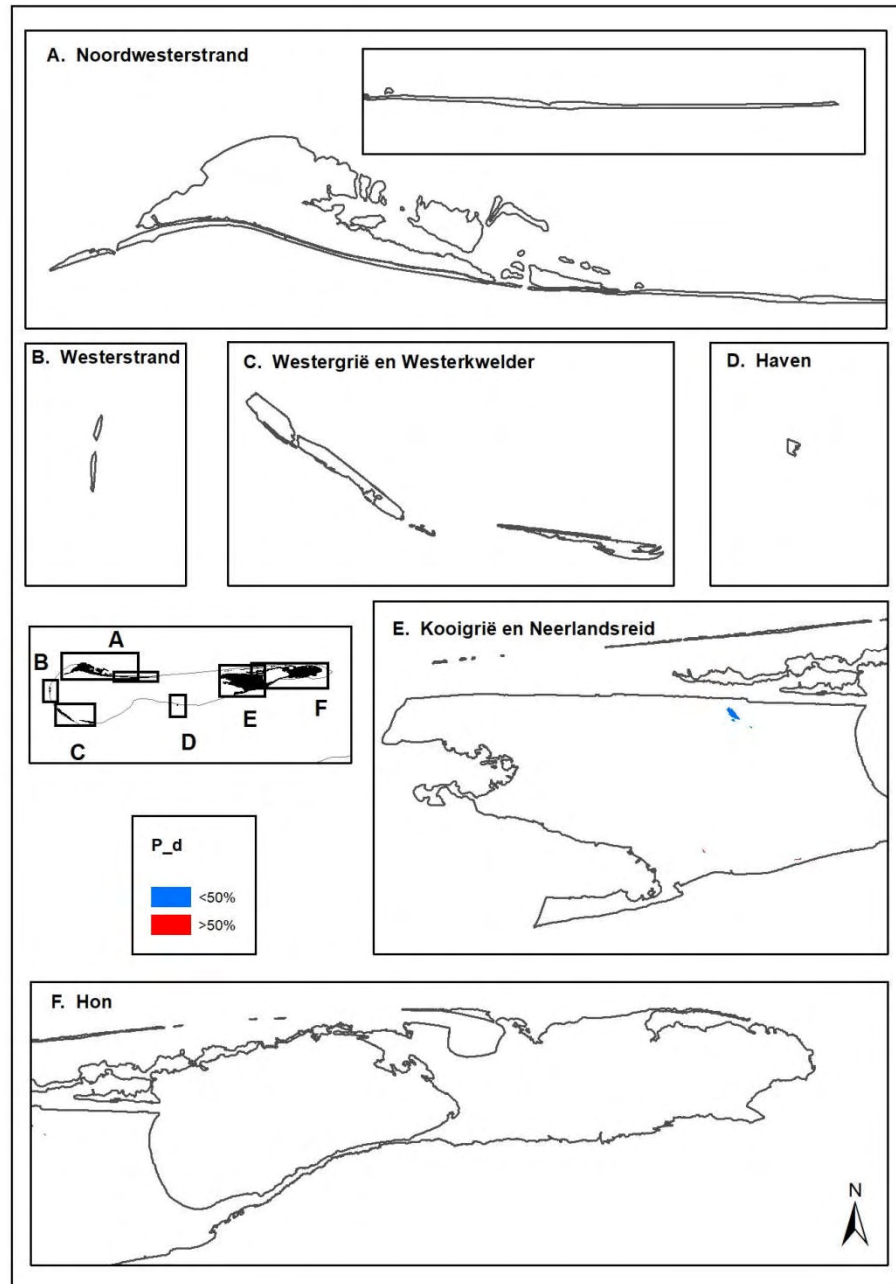 A. Noordwesterstrand
B. Westerstrand
C. Westergrië en Westerkwelder
D. Haven
A
B
C
D
E
F
E. Kooigrië en Neerlandsreid
P_d
<50%
>50%
F. Hon
N